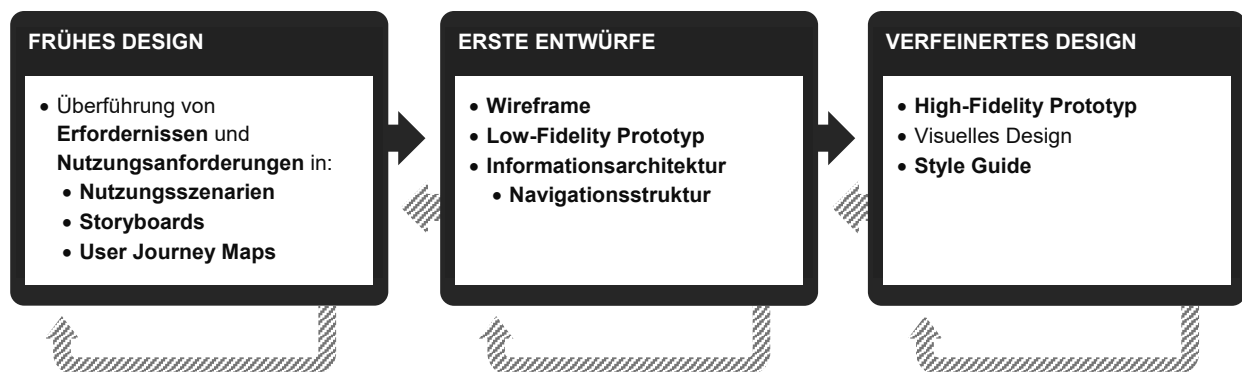 FRÜHES DESIGN
• Überführung von
Erfordernissen und
Nutzungsanforderungen in:
• Nutzungsszenarien
• Storyboards
• User Journey Maps
ERSTE ENTWÜRFE
• Wireframe
• Low-Fidelity Prototyp
• Informationsarchitektur
• Navigationsstruktur
VERFEINERTES DESIGN
• High-Fidelity Prototyp
• Visuelles Design
• Style Guide